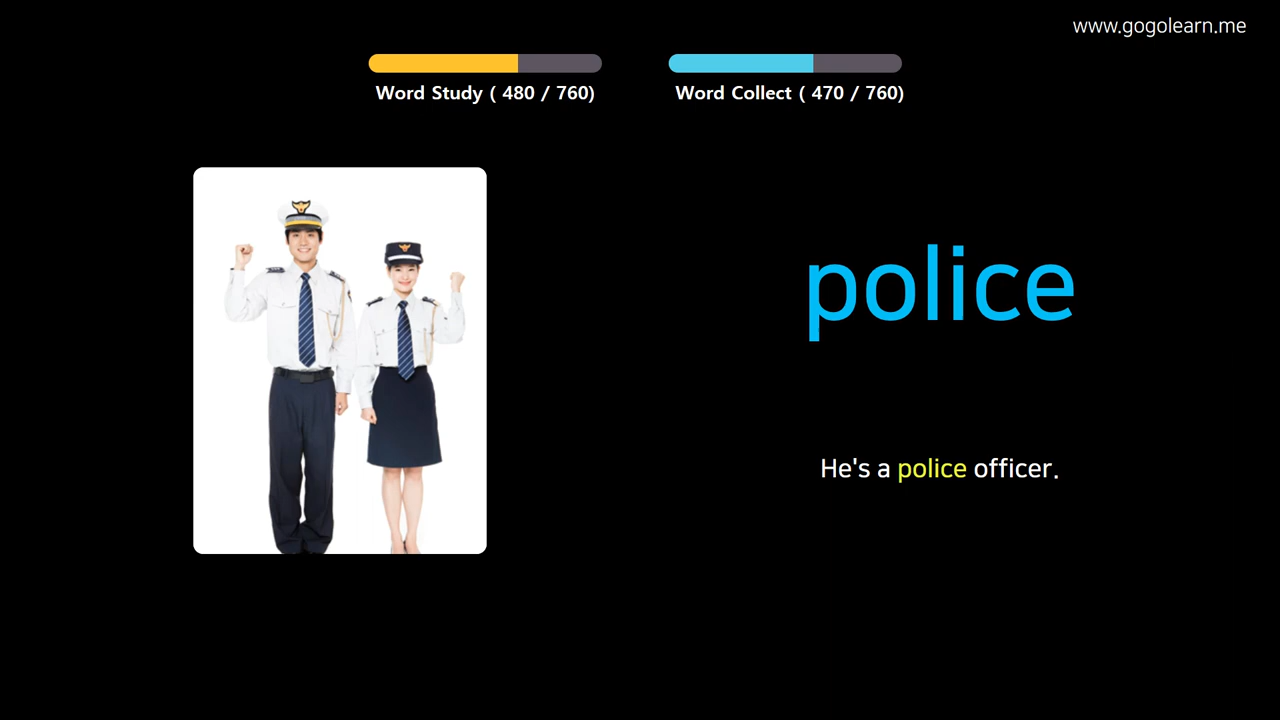 www.gogolearn.me
Word Study ( 480 / 760)
Word Collect ( 470 / 760)
police
He's a police officer.